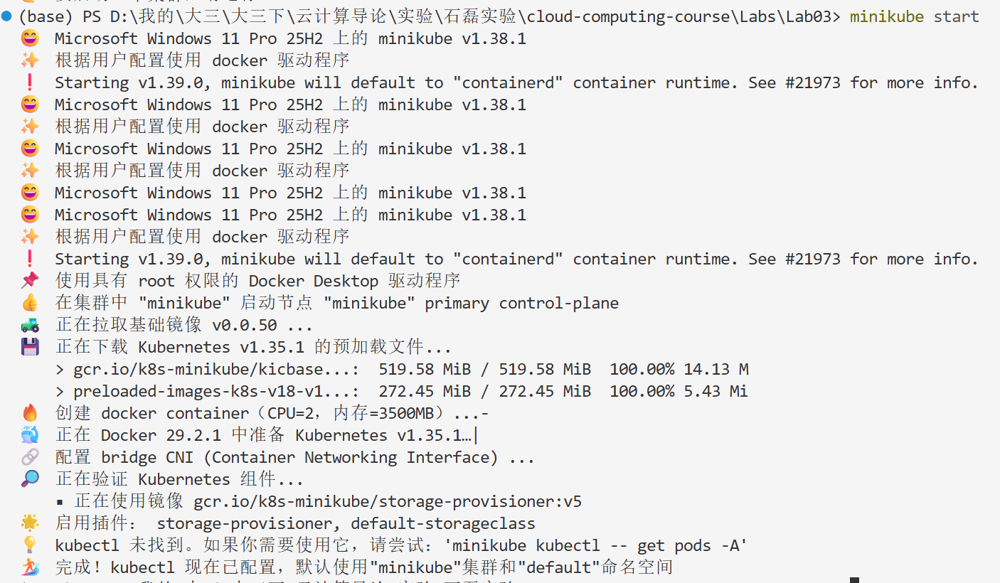 (base) PS D:\我的\大三\大三下\云计算导论\实验\石磊实验\cloud-computing-course\Labs\Lab03> minikube start
😄 Microsoft Windows 11 Pro 25H2 上的 minikube v1.38.1
✨ 根据用户配置使用 docker 驱动程序
❗ Starting v1.39.0, minikube will default to "containerd" container runtime. See #21973 for more info.
😄 Microsoft Windows 11 Pro 25H2 上的 minikube v1.38.1
✨ 根据用户配置使用 docker 驱动程序
😄 Microsoft Windows 11 Pro 25H2 上的 minikube v1.38.1
✨ 根据用户配置使用 docker 驱动程序
😄 Microsoft Windows 11 Pro 25H2 上的 minikube v1.38.1
😄 Microsoft Windows 11 Pro 25H2 上的 minikube v1.38.1
✨ 根据用户配置使用 docker 驱动程序
❗ Starting v1.39.0, minikube will default to "containerd" container runtime. See #21973 for more info.
📌 使用具有 root 权限的 Docker Desktop 驱动程序
👍 在集群中 "minikube" 启动节点 "minikube" primary control-plane
🚜 正在拉取基础镜像 v0.0.50 ...
💾 正在下载 Kubernetes v1.35.1 的预加载文件...
> gcr.io/k8s-minikube/kicbase...: 519.58 MiB / 519.58 MiB 100.00% 14.13 M
> preloaded-images-k8s-v18-v1...: 272.45 MiB / 272.45 MiB 100.00% 5.43 Mi
🔥 创建 docker container（CPU=2，内存=3500MB）...-
🐳 正在 Docker 29.2.1 中准备 Kubernetes v1.35.1…|
🔗 配置 bridge CNI (Container Networking Interface) ...
🔎 正在验证 Kubernetes 组件...
▪ 正在使用镜像 gcr.io/k8s-minikube/storage-provisioner:v5
🌟 启用插件： storage-provisioner, default-storageclass
💡 kubectl 未找到。如果你需要使用它，请尝试：'minikube kubectl -- get pods -A'
🏄 完成！kubectl 现在已配置，默认使用"minikube"集群和"default"命名空间